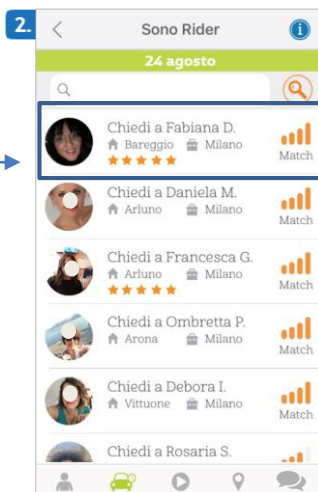 2.
Sono Rider
24 agosto
Chiedi a Fabiana D.
Bareggio Milano
Match
Chiedi a Daniela M.
Arluno Milano
Match
Chiedi a Francesca G.
Arluno Milano
Match
Chiedi a Ombretta P.
Arona Milano
Match
Chiedi a Debora I.
Vittuone Milano
Match
Chiedi a Rosaria S.